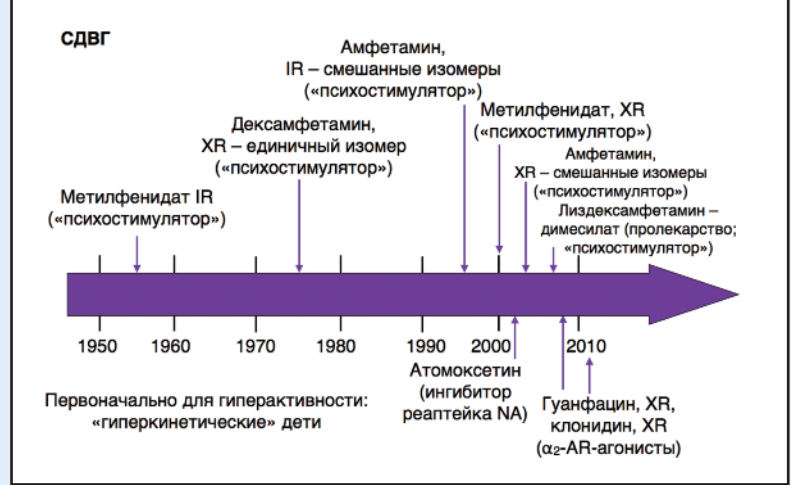 СДВГ
Амфетамин,
IR – смешанные изомеры
(«психостимулятор»)
Метилфенидат, XR
(«психостимулятор»)
Дексамфетамин,
XR – единичный изомер
(«психостимулятор»)
Амфетамин,
XR – смешанные изомеры
(«психостимулятор»)
Метилфенидат IR
(«психостимулятор»)
Лиздексамфетамин –
димесилат (пролекарство;
«психостимулятор»)
1950 1960 1970 1980 1990 2000 2010
Атомоксетин
(ингибитор
реаптейка NA)
Первоначально для гиперактивности:
«гиперкинетические» дети
Гуанфацин, XR,
клонидин, XR
(α₂-AR-агонисты)